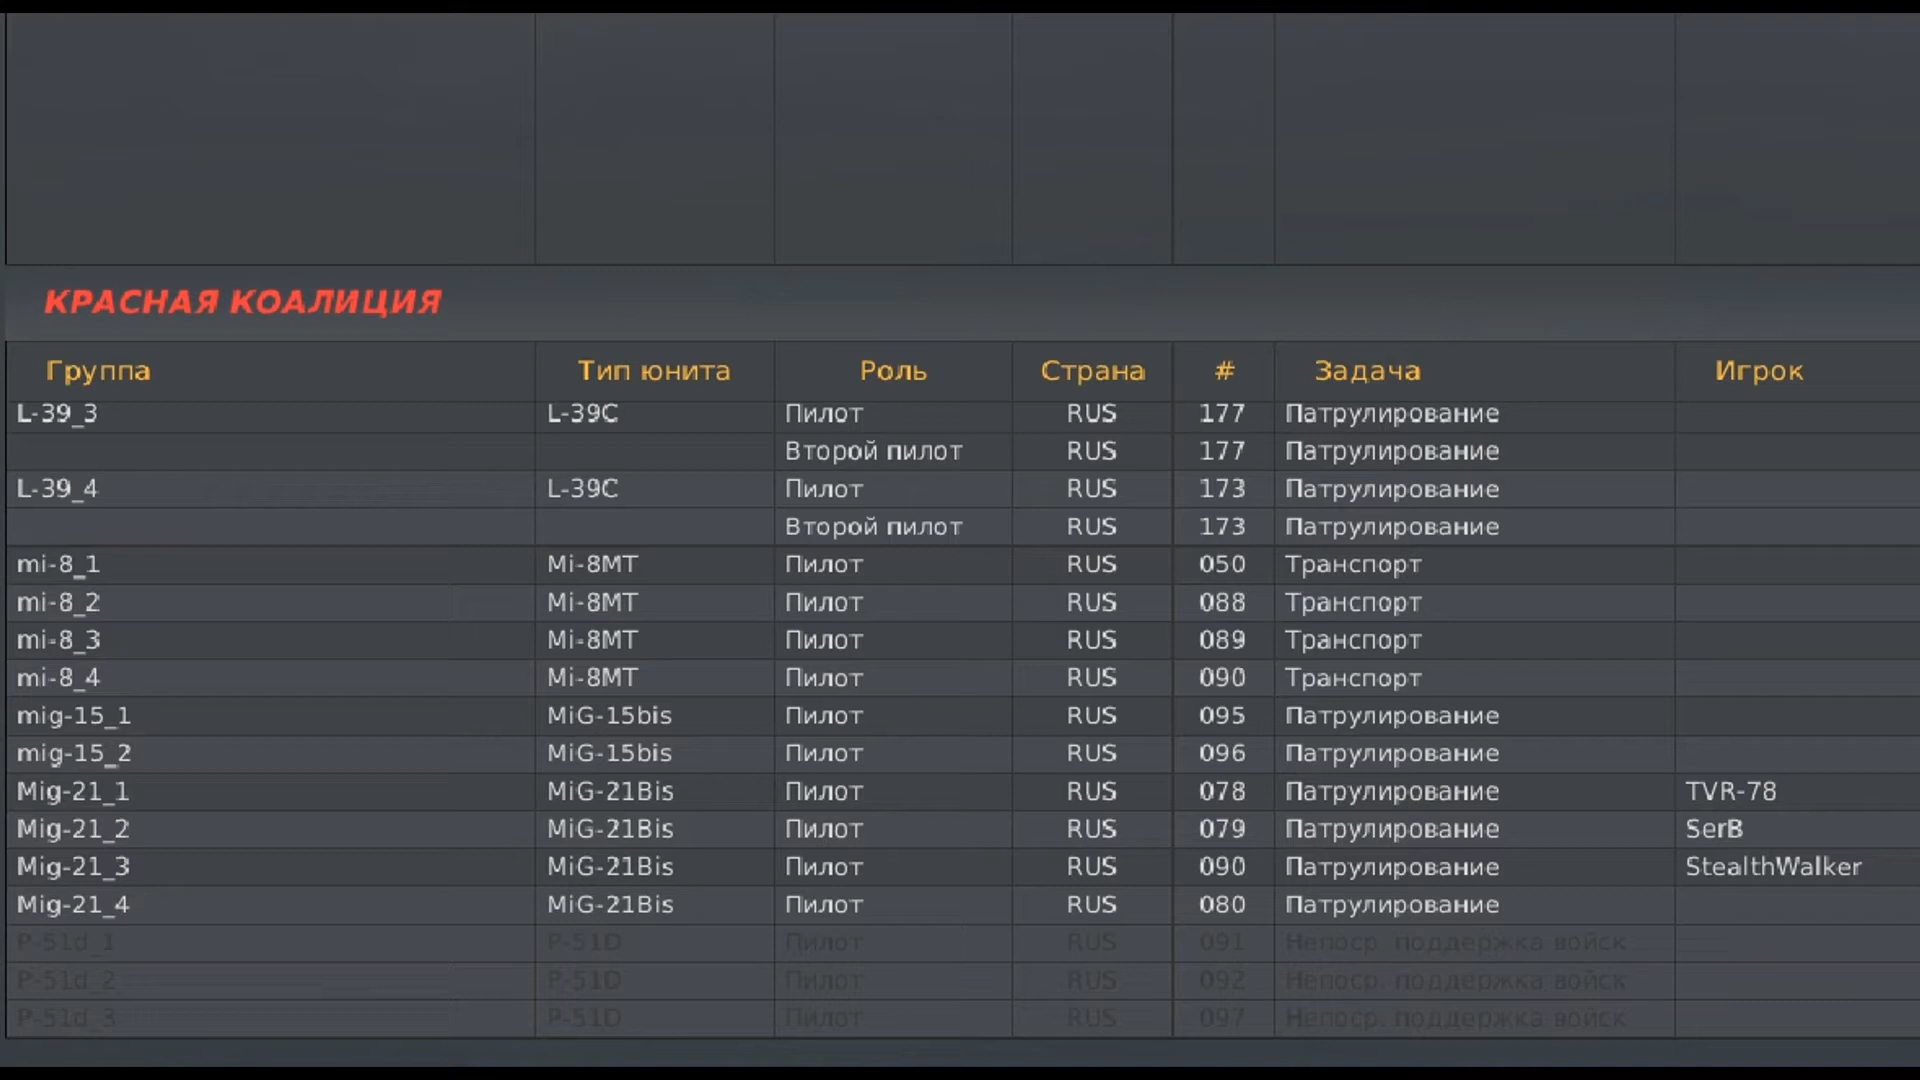 КРАСНАЯ КОАЛИЦИЯ
Группа Тип юнита Роль Страна # Задача Игрок
L-39_3 L-39C Пилот RUS 177 Патрулирование
Второй пилот RUS 177 Патрулирование
L-39_4 L-39C Пилот RUS 173 Патрулирование
Второй пилот RUS 173 Патрулирование
mi-8_1 Mi-8MT Пилот RUS 050 Транспорт
mi-8_2 Mi-8MT Пилот RUS 088 Транспорт
mi-8_3 Mi-8MT Пилот RUS 089 Транспорт
mi-8_4 Mi-8MT Пилот RUS 090 Транспорт
mig-15_1 MiG-15bis Пилот RUS 095 Патрулирование
mig-15_2 MiG-15bis Пилот RUS 096 Патрулирование
Mig-21_1 MiG-21Bis Пилот RUS 078 Патрулирование TVR-78
Mig-21_2 MiG-21Bis Пилот RUS 079 Патрулирование SerB
Mig-21_3 MiG-21Bis Пилот RUS 090 Патрулирование StealthWalker
Mig-21_4 MiG-21Bis Пилот RUS 080 Патрулирование
P-51d_1 P-51D Пилот RUS 091 Непоср. поддержка войск
P-51d_2 P-51D Пилот RUS 092 Непоср. поддержка войск
P-51d_3 P-51D Пилот RUS 097 Непоср. поддержка войск